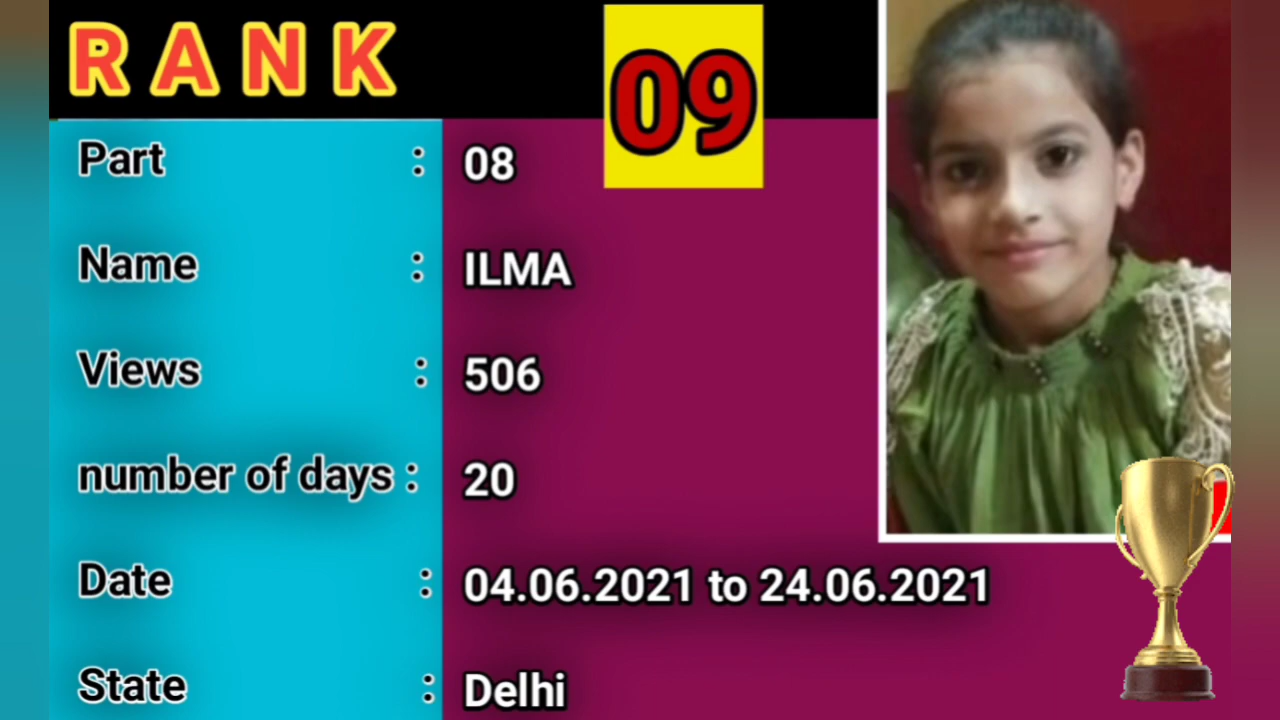 RANK
09
Part : 08
Name : ILMA
Views : 506
number of days : 20
Date : 04.06.2021 to 24.06.2021
State : Delhi